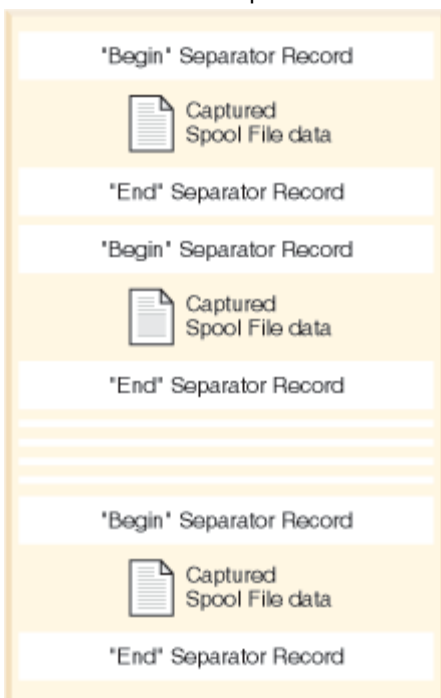 "Begin" Separator Record
Captured
Spool File data
"End" Separator Record
"Begin" Separator Record
Captured
Spool File data
"End" Separator Record
"Begin" Separator Record
Captured
Spool File data
"End" Separator Record